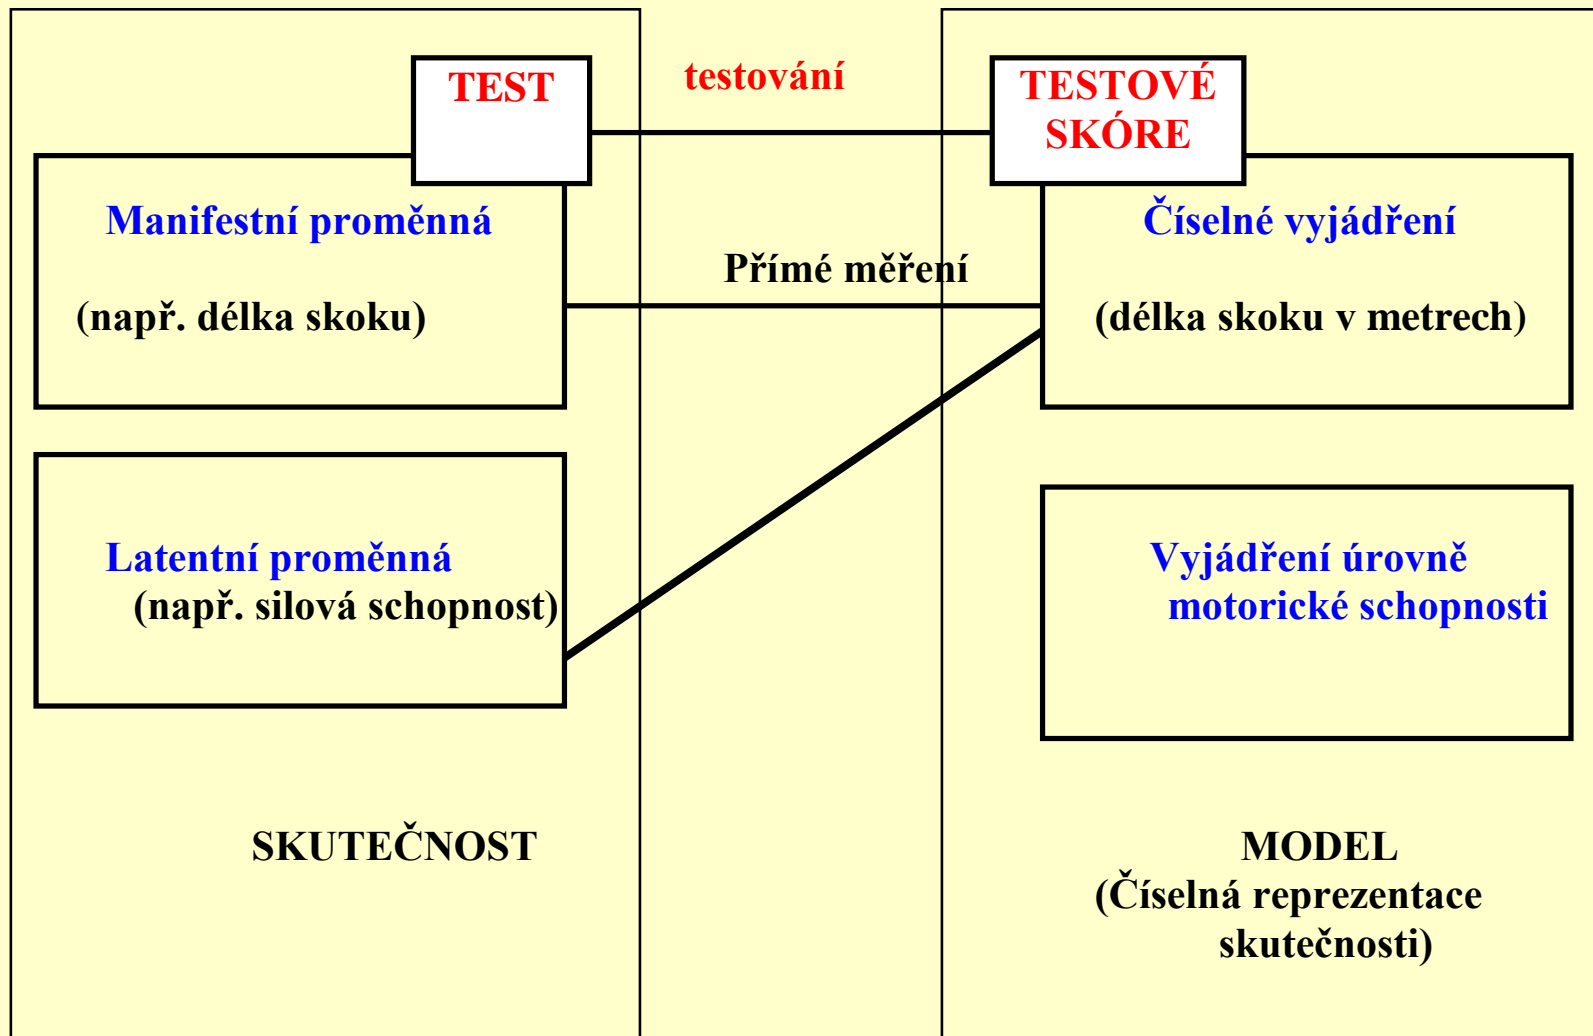 TEST
testování
TESTOVÉ
SKÓRE
Manifestní proměnná
(např. délka skoku)
Přímé měření
Číselné vyjádření
(délka skoku v metrech)
Latentní proměnná
(např. silová schopnost)
Vyjádření úrovně
motorické schopnosti
SKUTEČNOST
MODEL
(Číselná reprezentace
skutečnosti)